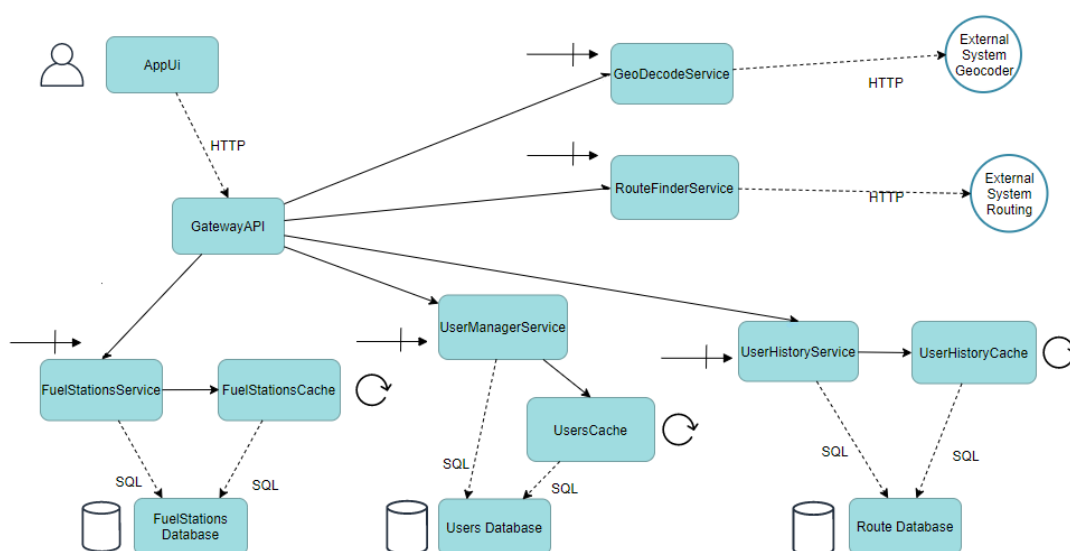 AppUi
External
System
Geocoder
GeoDecodeService
HTTP
HTTP
RouteFinderService
External
System
Routing
HTTP
GatewayAPI
UserManagerService
UserHistoryService
UserHistoryCache
FuelStationsService
FuelStationsCache
UsersCache
SQL
SQL
SQL
SQL
SQL
SQL
FuelStations
Database
Users Database
Route Database